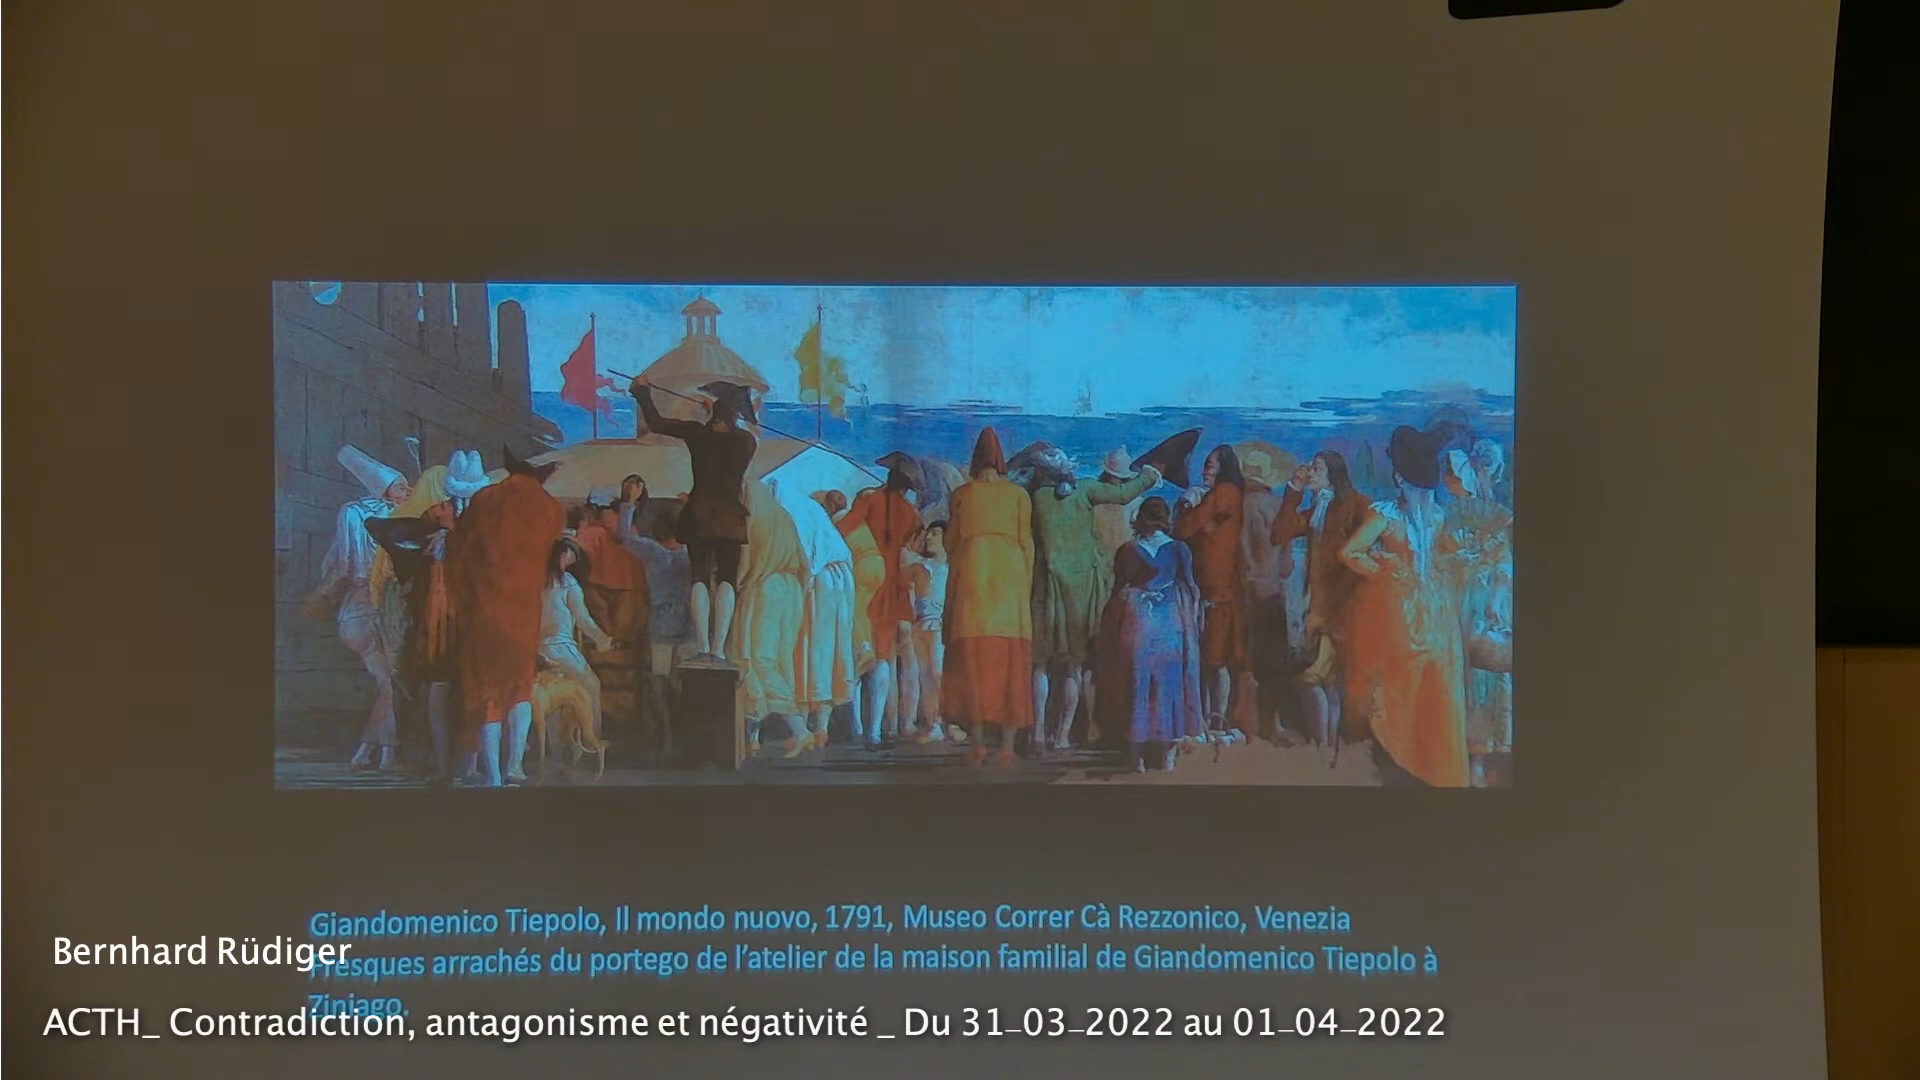 Giandomenico Tiepolo, Il mondo nuovo, 1791, Museo Correr Cà Rezzonico, Venezia
Bernhard Rüdiger
Fresques arrachés du portego de l'atelier de la maison familial de Giandomenico Tiepolo à
Ziniago.
ACTH_ Contradiction, antagonisme et négativité _ Du 31-03-2022 au 01-04-2022